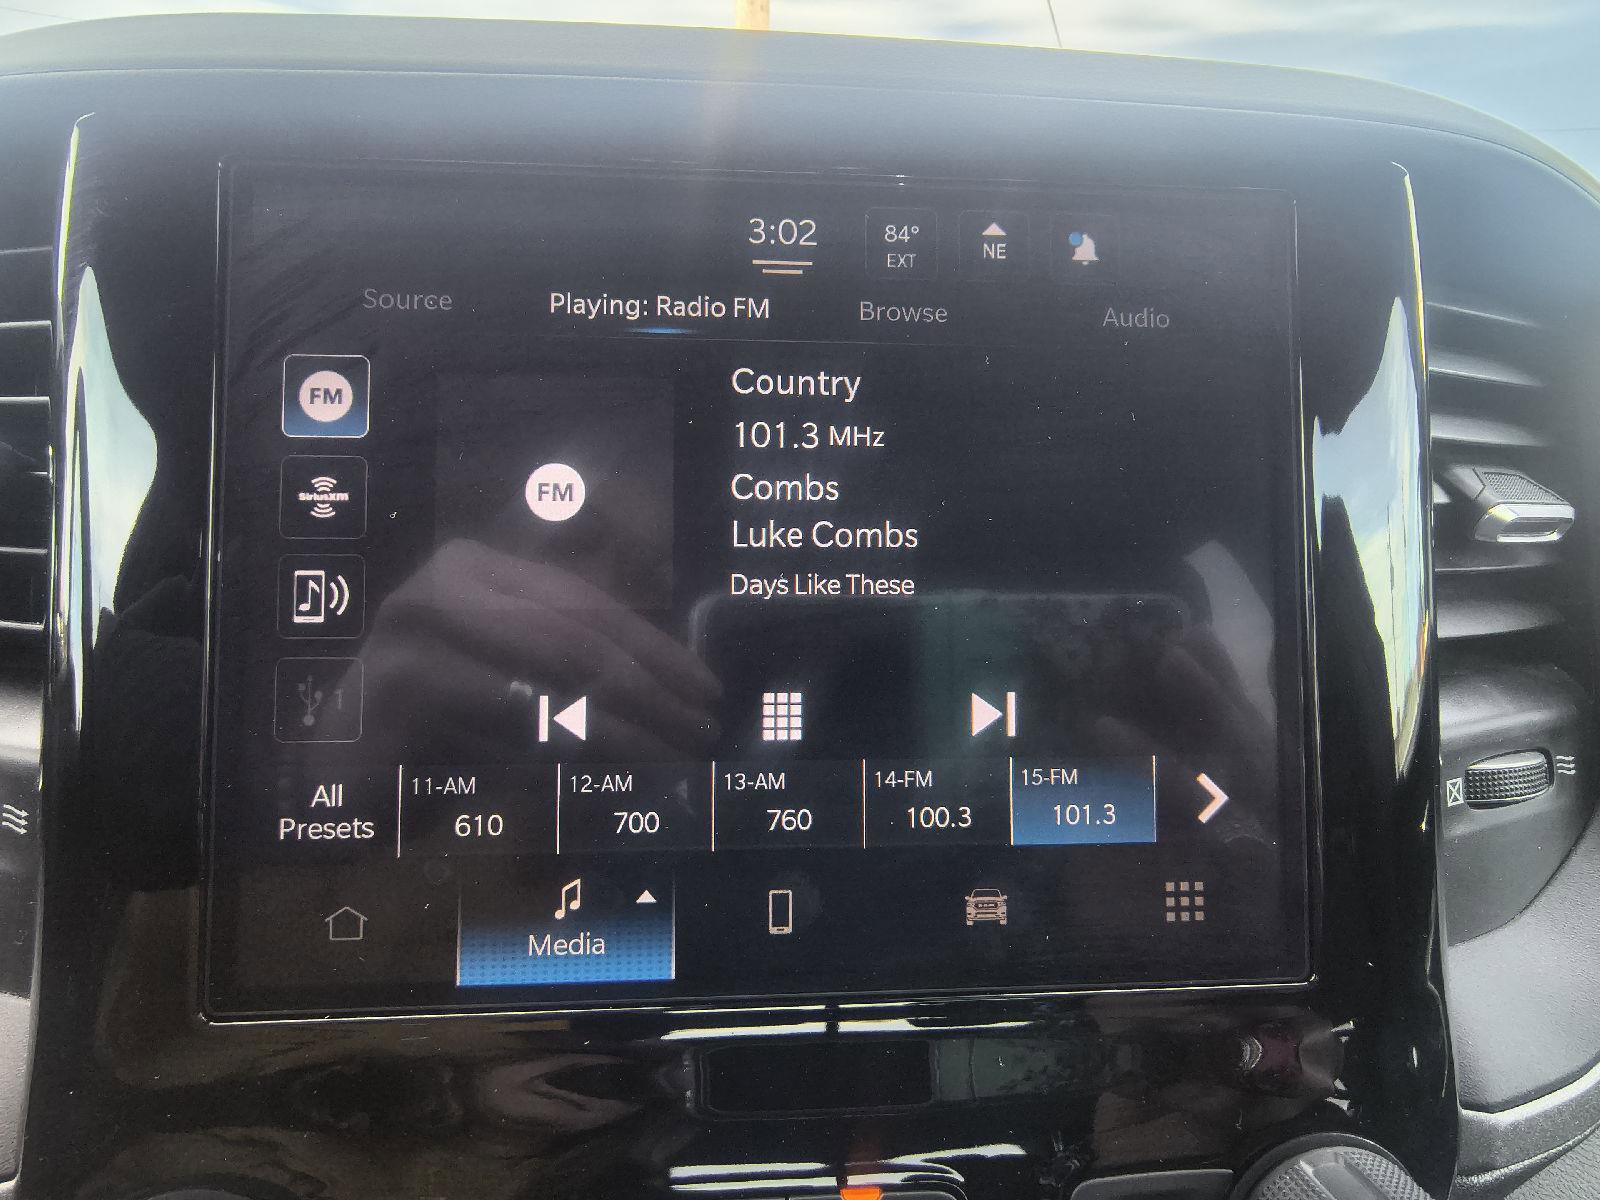 3:02
84°
EXT
NE
Source
Playing: Radio FM
Browse
Audio
FM
SiriusXM
1
FM
Country
101.3 MHz
Combs
Luke Combs
Days Like These
All
Presets
11-AM
610
12-AM
700
13-AM
760
14-FM
100.3
15-FM
101.3
Media